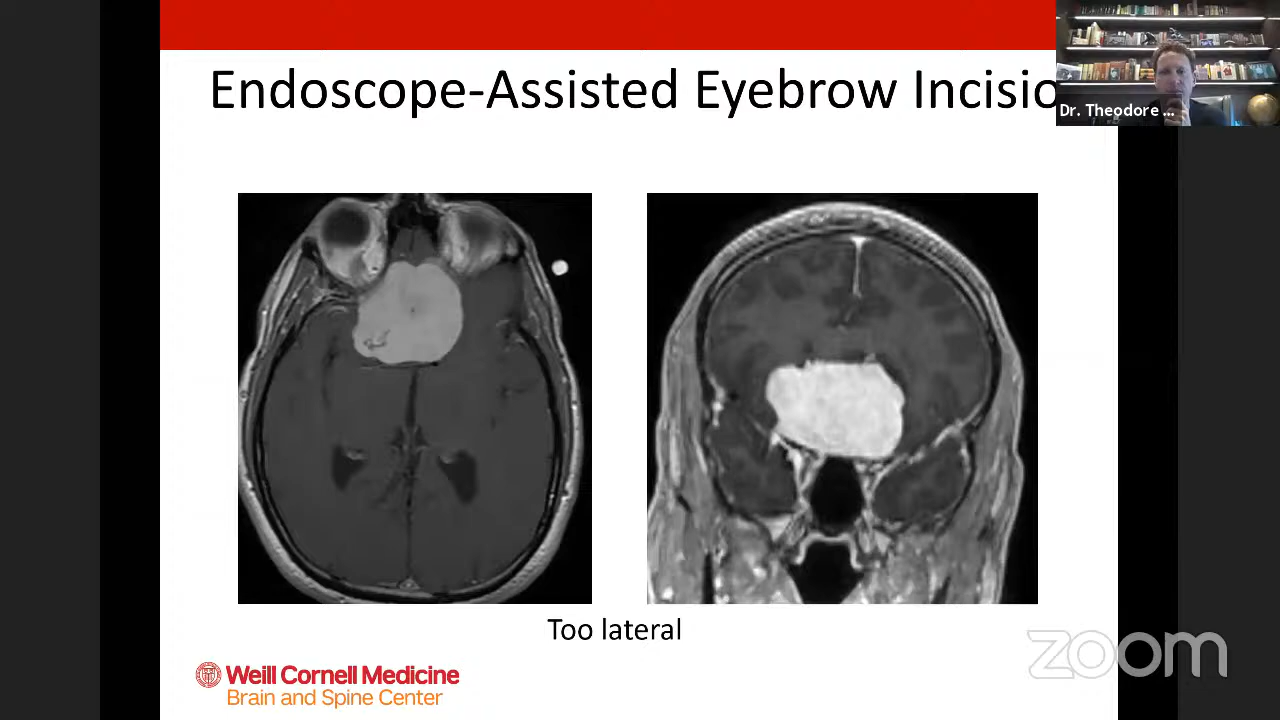 Endoscope-Assisted Eyebrow Incisio
Dr. Theodore ...
Too lateral
Weill Cornell Medicine
Brain and Spine Center
zoom